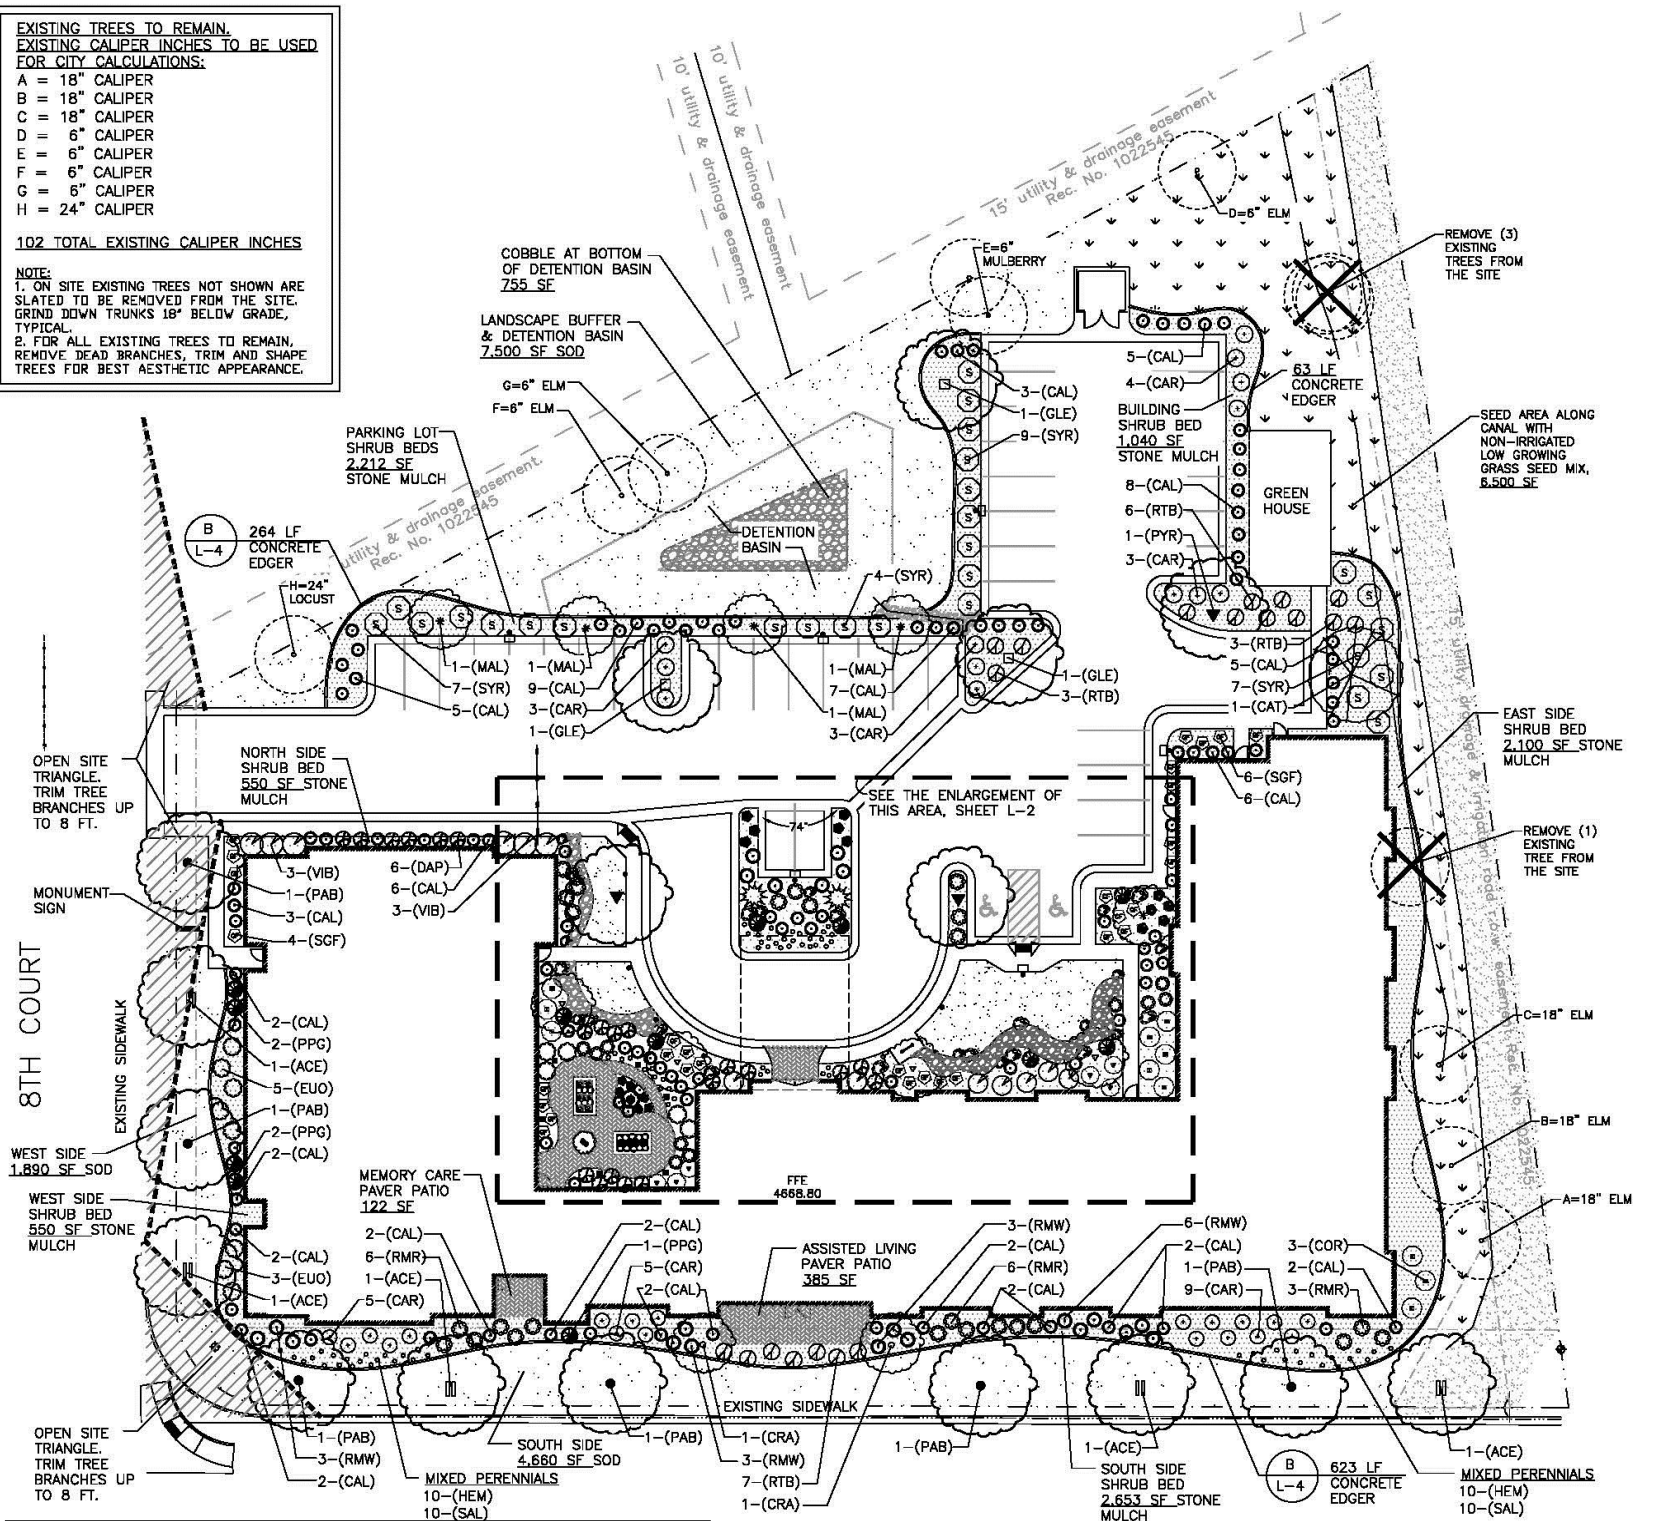 EXISTING TREES TO REMAIN.
EXISTING CALIPER INCHES TO BE USED
FOR CITY CALCULATIONS:
A = 18" CALIPER
B = 18" CALIPER
C = 18" CALIPER
D = 6" CALIPER
E = 6" CALIPER
F = 6" CALIPER
G = 6" CALIPER
H = 24" CALIPER
102 TOTAL EXISTING CALIPER INCHES
NOTE:
1. ON SITE EXISTING TREES NOT SHOWN ARE
SLATED TO BE REMOVED FROM THE SITE.
GRIND DOWN TRUNKS 18" BELOW GRADE,
TYPICAL.
2. FOR ALL EXISTING TREES TO REMAIN,
REMOVE DEAD BRANCHES, TRIM AND SHAPE
TREES FOR BEST AESTHETIC APPEARANCE.
10' utility & drainage easement
10' utility & drainage easement
15' utility & drainage easement
Rec. No. 1022545
D=6" ELM
REMOVE (3)
EXISTING
TREES FROM
THE SITE
E=6"
MULBERRY
COBBLE AT BOTTOM
OF DETENTION BASIN
755 SF
LANDSCAPE BUFFER
& DETENTION BASIN
7,500 SF SOD
G=6" ELM
F=6" ELM
PARKING LOT
SHRUB BEDS
2,212 SF
STONE MULCH
utility & drainage easement.
Rec. No. 1022545
B
L-4
264 LF
CONCRETE
EDGER
H=24"
LOCUST
DETENTION
BASIN
4-(SYR)
3-(CAL)
1-(GLE)
9-(SYR)
5-(CAL)
4-(CAR)
BUILDING
SHRUB BED
1,040 SF
STONE MULCH
63 LF
CONCRETE
EDGER
8-(CAL)
6-(RTB)
1-(PYR)
3-(CAR)
GREEN
HOUSE
SEED AREA ALONG
CANAL WITH
NON-IRRIGATED
LOW GROWING
GRASS SEED MIX,
6,500 SF
1-(MAL)
7-(SYR)
5-(CAL)
1-(MAL)
9-(CAL)
3-(CAR)
1-(GLE)
1-(MAL)
7-(CAL)
1-(MAL)
3-(CAR)
1-(GLE)
3-(RTB)
3-(RTB)
5-(CAL)
7-(SYR)
1-(CAT)
75' utility, drainage & irrigation road r.o.w. easement Rec. No. 1022545
EAST SIDE
SHRUB BED
2,100 SF STONE
MULCH
OPEN SITE
TRIANGLE.
TRIM TREE
BRANCHES UP
TO 8 FT.
NORTH SIDE
SHRUB BED
550 SF STONE
MULCH
6-(SGF)
6-(CAL)
SEE THE ENLARGEMENT OF
THIS AREA, SHEET L-2
74'
REMOVE (1)
EXISTING
TREE FROM
THE SITE
3-(VIB)
1-(PAB)
3-(CAL)
4-(SGF)
6-(DAP)
6-(CAL)
3-(VIB)
MONUMENT
SIGN
8TH COURT
EXISTING SIDEWALK
2-(CAL)
2-(PPG)
1-(ACE)
5-(EUO)
1-(PAB)
2-(PPG)
2-(CAL)
C=18" ELM
B=18" ELM
A=18" ELM
WEST SIDE
1,890 SF SOD
WEST SIDE
SHRUB BED
550 SF STONE
MULCH
2-(CAL)
3-(EUO)
1-(ACE)
MEMORY CARE
PAVER PATIO
122 SF
FFE
4668.80
2-(CAL)
6-(RMR)
1-(ACE)
5-(CAR)
2-(CAL)
1-(PPG)
5-(CAR)
2-(CAL)
ASSISTED LIVING
PAVER PATIO
385 SF
3-(RMW)
2-(CAL)
6-(RMR)
2-(CAL)
6-(RMW)
2-(CAL)
1-(PAB)
9-(CAR)
3-(COR)
2-(CAL)
3-(RMR)
EXISTING SIDEWALK
OPEN SITE
TRIANGLE.
TRIM TREE
BRANCHES UP
TO 8 FT.
1-(PAB)
3-(RMW)
2-(CAL)
MIXED PERENNIALS
10-(HEM)
10-(SAL)
SOUTH SIDE
4,660 SF SOD
1-(PAB)
1-(CRA)
3-(RMW)
7-(RTB)
1-(CRA)
1-(PAB)
1-(ACE)
SOUTH SIDE
SHRUB BED
2,653 SF STONE
MULCH
B
L-4
623 LF
CONCRETE
EDGER
1-(ACE)
MIXED PERENNIALS
10-(HEM)
10-(SAL)